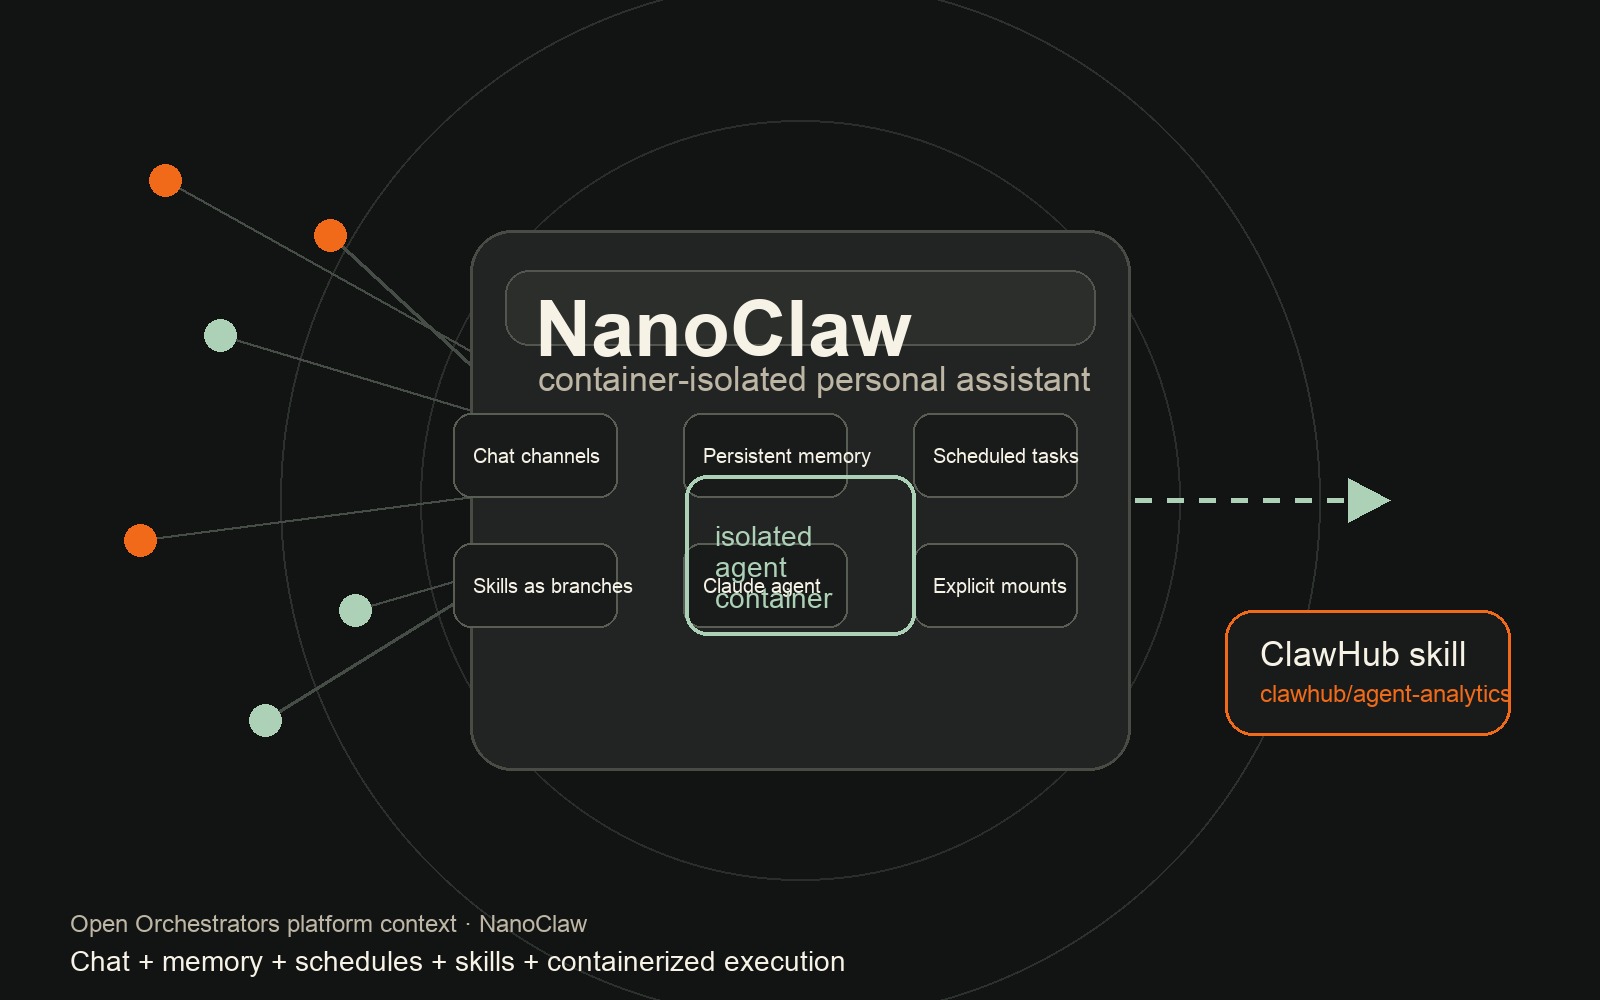 NanoClaw
container-isolated personal assistant
Chat channels
Persistent memory
Scheduled tasks
isolated
agent
container
Skills as branches
Claude agent
Explicit mounts
ClawHub skill
clawhub/agent-analytics
Open Orchestrators platform context · NanoClaw
Chat + memory + schedules + skills + containerized execution